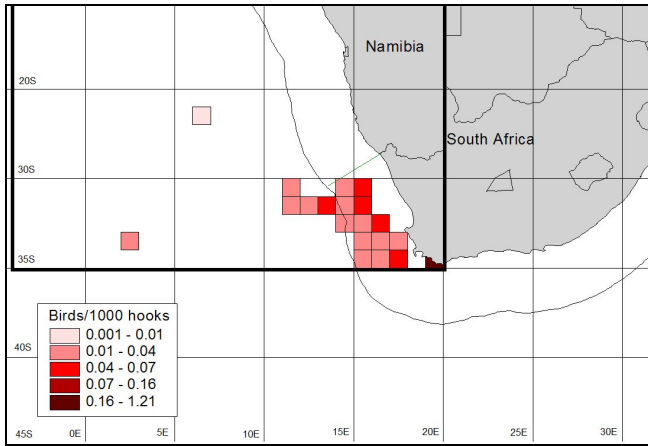 Namibia
20S
South Africa
30S
35S
Birds/1000 hooks
0.001 - 0.01
0.01 - 0.04
0.04 - 0.07
0.07 - 0.16
0.16 - 1.21
40S
45S 0E 5E 10E 15E 20E 25E 30E